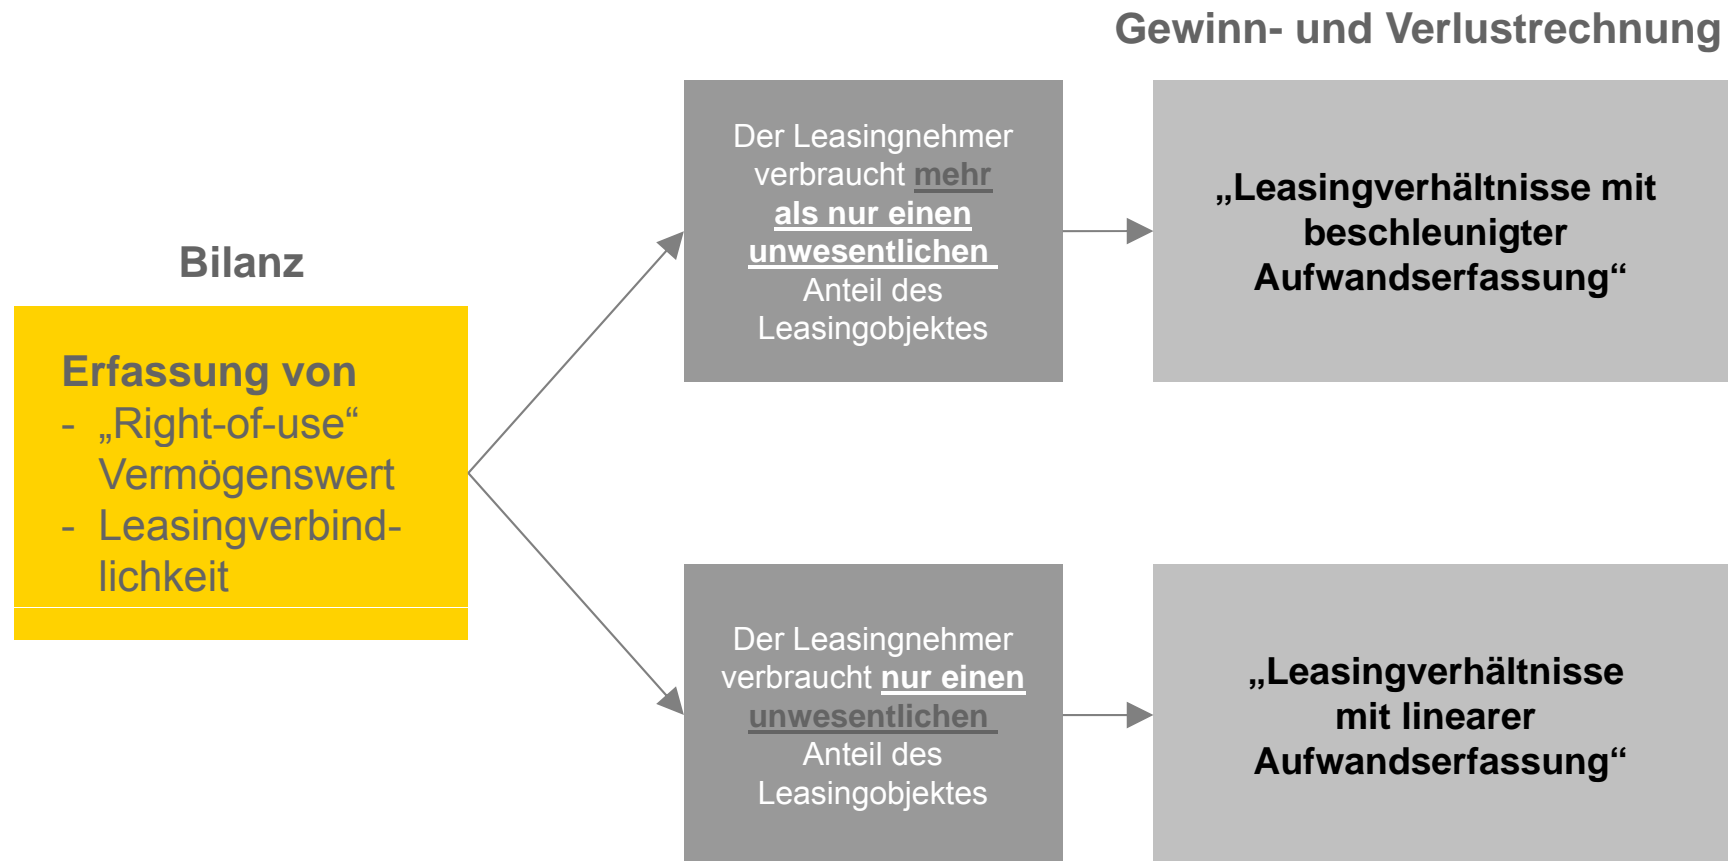 Gewinn- und Verlustrechnung
Bilanz
Erfassung von
- „Right-of-use“
Vermögenswert
- Leasingverbind-
lichkeit
Der Leasingnehmer
verbraucht mehr
als nur einen
unwesentlichen
Anteil des
Leasingobjektes
„Leasingverhältnisse mit
beschleunigter
Aufwandserfassung“
Der Leasingnehmer
verbraucht nur einen
unwesentlichen
Anteil des
Leasingobjektes
„Leasingverhältnisse
mit linearer
Aufwandserfassung“